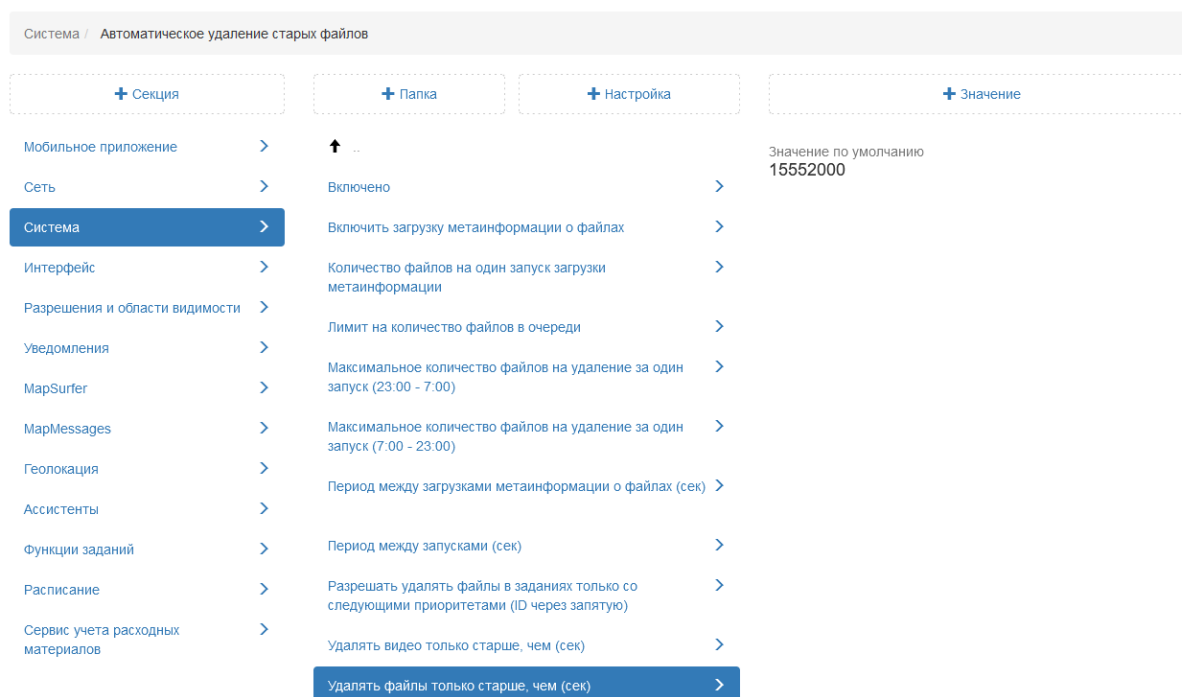 Система / Автоматическое удаление старых файлов
+ Секция
+ Папка
+ Настройка
+ Значение
Мобильное приложение
Сеть
Система
Интерфейс
Разрешения и области видимости
Уведомления
MapSurfer
MapMessages
Геолокация
Ассистенты
Функции заданий
Расписание
Сервис учета расходных
материалов
..
Включено
Включить загрузку метаинформации о файлах
Количество файлов на один запуск загрузки
метаинформации
Лимит на количество файлов в очереди
Максимальное количество файлов на удаление за один
запуск (23:00 - 7:00)
Максимальное количество файлов на удаление за один
запуск (7:00 - 23:00)
Период между загрузками метаинформации о файлах (сек)
Период между запусками (сек)
Разрешать удалять файлы в заданиях только со
следующими приоритетами (ID через запятую)
Удалять видео только старше, чем (сек)
Удалять файлы только старше, чем (сек)
Значение по умолчанию
15552000